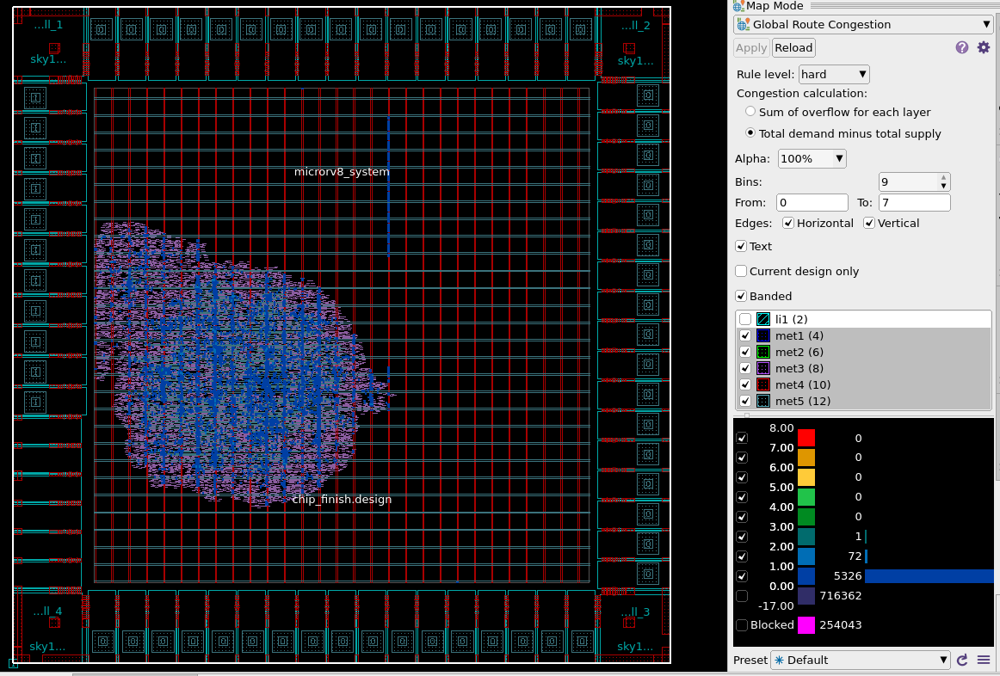 ...ll_1
sky1...
...ll_2
sky1...
microrv8_system
chip_finish.design
...ll_4
sky1...
...ll_3
sky1...
Map Mode
Global Route Congestion
Apply
Reload
Rule level: hard
Congestion calculation:
Sum of overflow for each layer
Total demand minus total supply
Alpha: 100%
Bins: 9
From: 0 To: 7
Edges: Horizontal Vertical
Text
Current design only
Banded
li1 (2)
met1 (4)
met2 (6)
met3 (8)
met4 (10)
met5 (12)
8.00
0
7.00
0
6.00
0
5.00
0
4.00
0
3.00
1
2.00
72
1.00
5326
0.00
716362
-17.00
Blocked 254043
Preset Default